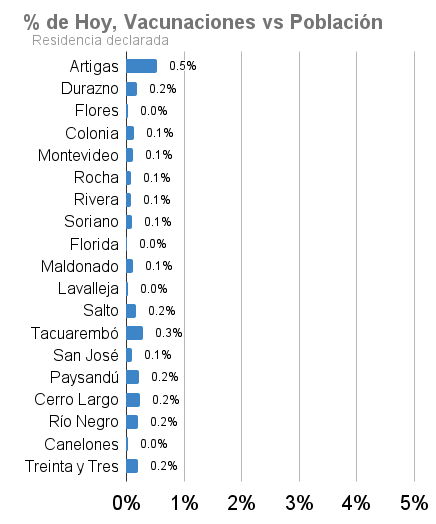 % de Hoy, Vacunaciones vs Población
Residencia declarada
Artigas 0.5%
Durazno 0.2%
Flores 0.0%
Colonia 0.1%
Montevideo 0.1%
Rocha 0.1%
Rivera 0.1%
Soriano 0.1%
Florida 0.0%
Maldonado 0.1%
Lavalleja 0.0%
Salto 0.2%
Tacuarembó 0.3%
San José 0.1%
Paysandú 0.2%
Cerro Largo 0.2%
Río Negro 0.2%
Canelones 0.0%
Treinta y Tres 0.2%
0% 1% 2% 3% 4% 5%